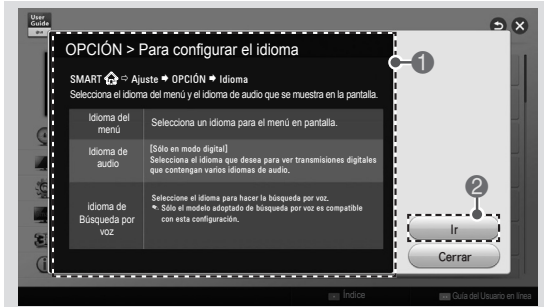 User
Guide
OPCIÓN > Para configurar el idioma
1
SMART ⇨ Ajuste ➡ OPCIÓN ➡ Idioma
Selecciona el idioma del menú y el idioma de audio que se muestra en la pantalla.
Idioma del
menú
Selecciona un idioma para el menú en pantalla.
Idioma de
audio
[Sólo en modo digital]
Selecciona el idioma que desea para ver transmisiones digitales
que contengan varios idiomas de audio.
idioma de
Búsqueda por
voz
Seleccione el idioma para hacer la búsqueda por voz.
Sólo el modelo adoptado de búsqueda por voz es compatible
con esta configuración.
2
Ir
Cerrar
Índice
Guía del Usuario en línea